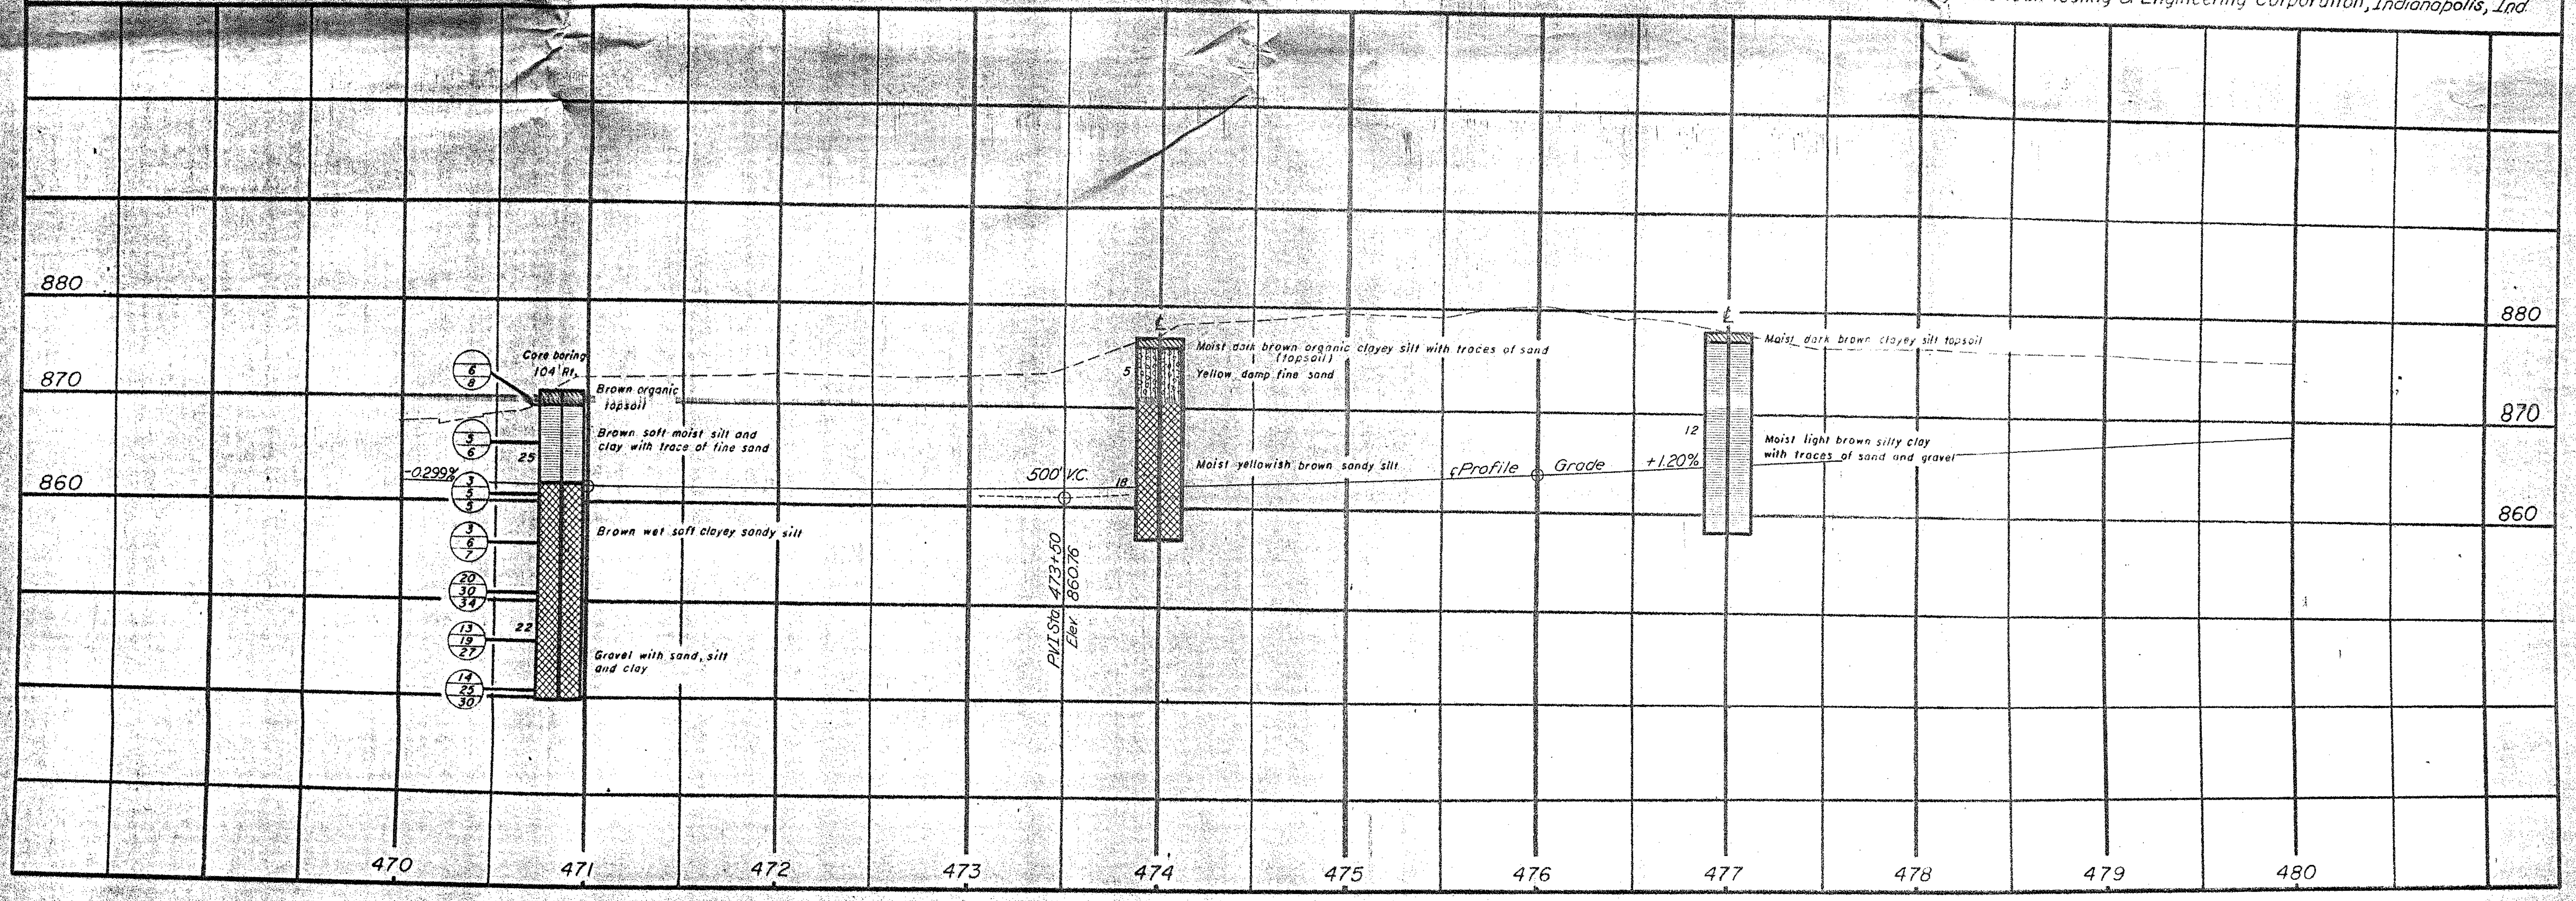 Testing & Engineering Corporation, Indianapolis, Ind.
880
880
Core boring
104' Rt.
6
8
870
Brown organic
topsoil
Moist dark brown organic clayey silt with traces of sand
(topsoil)
5
Yellow damp fine sand
Moist dark brown clayey silt topsoil
870
5
6
25
Brown soft moist silt and
clay with trace of fine sand
12
Moist light brown silty clay
with traces of sand and gravel
-0.299%
860
3
5
5
500' V.C.
18
Moist yellowish brown sandy silt
℄ Profile Grade +1.20%
860
3
6
7
Brown wet soft clayey sandy silt
PVI Sta. 473+50
Elev. 860.76
20
30
34
13
19
27
22
Gravel with sand, silt
and clay
14
25
30
470 471 472 473 474 475 476 477 478 479 480